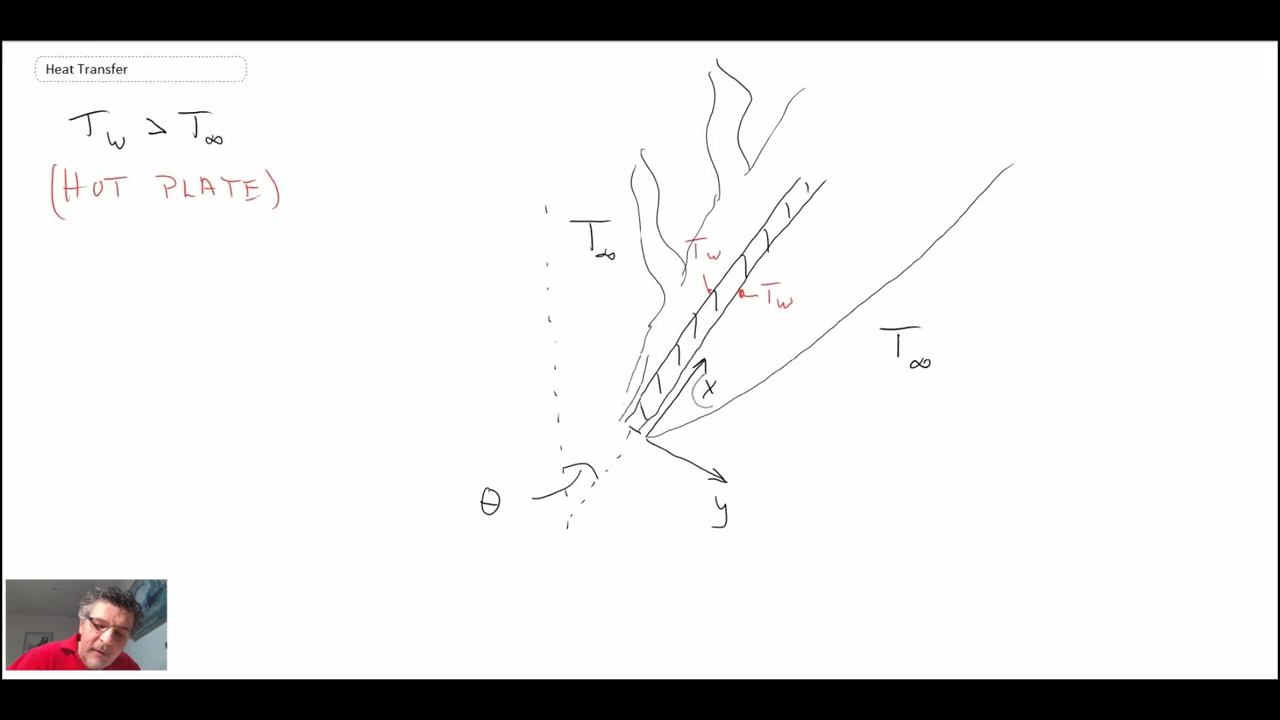 Heat Transfer
T_w > T_∞
(HOT PLATE)
T_∞
T_w
T_w
T_∞
x
θ
y